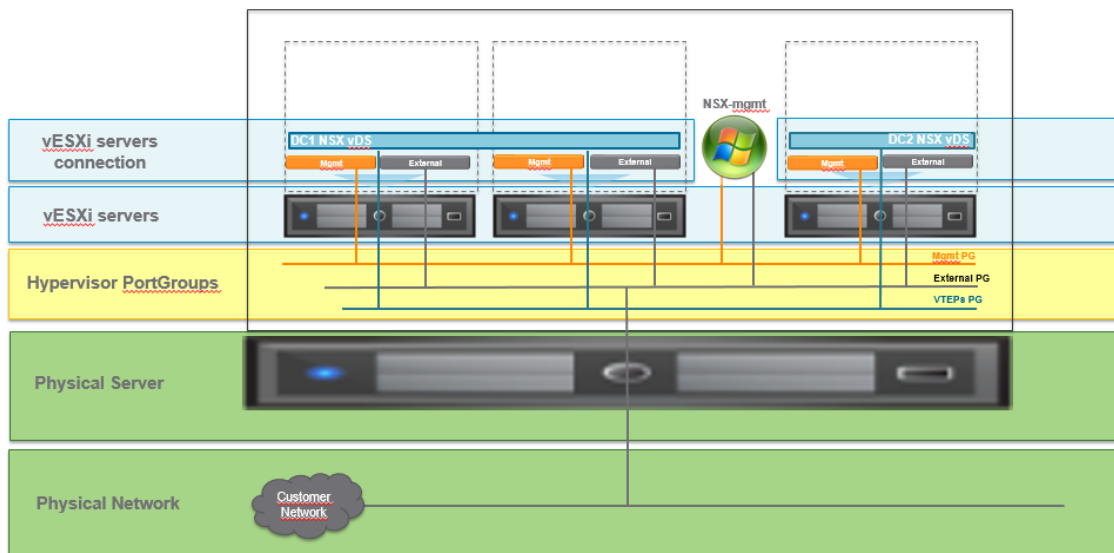 NSX-mgmt
vESXi servers
connection
DC1 NSX vDS
DC2 NSX vDS
Mgmt
External
Mgmt
External
Mgmt
External
vESXi servers
Hypervisor PortGroups
Mgmt PG
External PG
VTEPs PG
Physical Server
Physical Network
Customer
Network